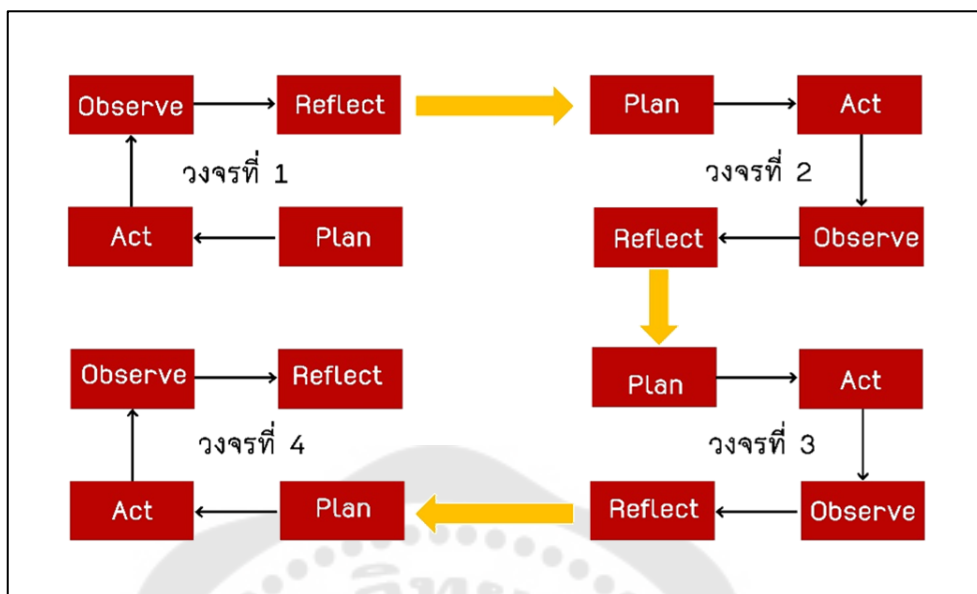 Observe
Reflect
Plan
Act
วงจรที่ 1
วงจรที่ 2
Act
Plan
Reflect
Observe
Observe
Reflect
Plan
Act
วงจรที่ 4
วงจรที่ 3
Act
Plan
Reflect
Observe